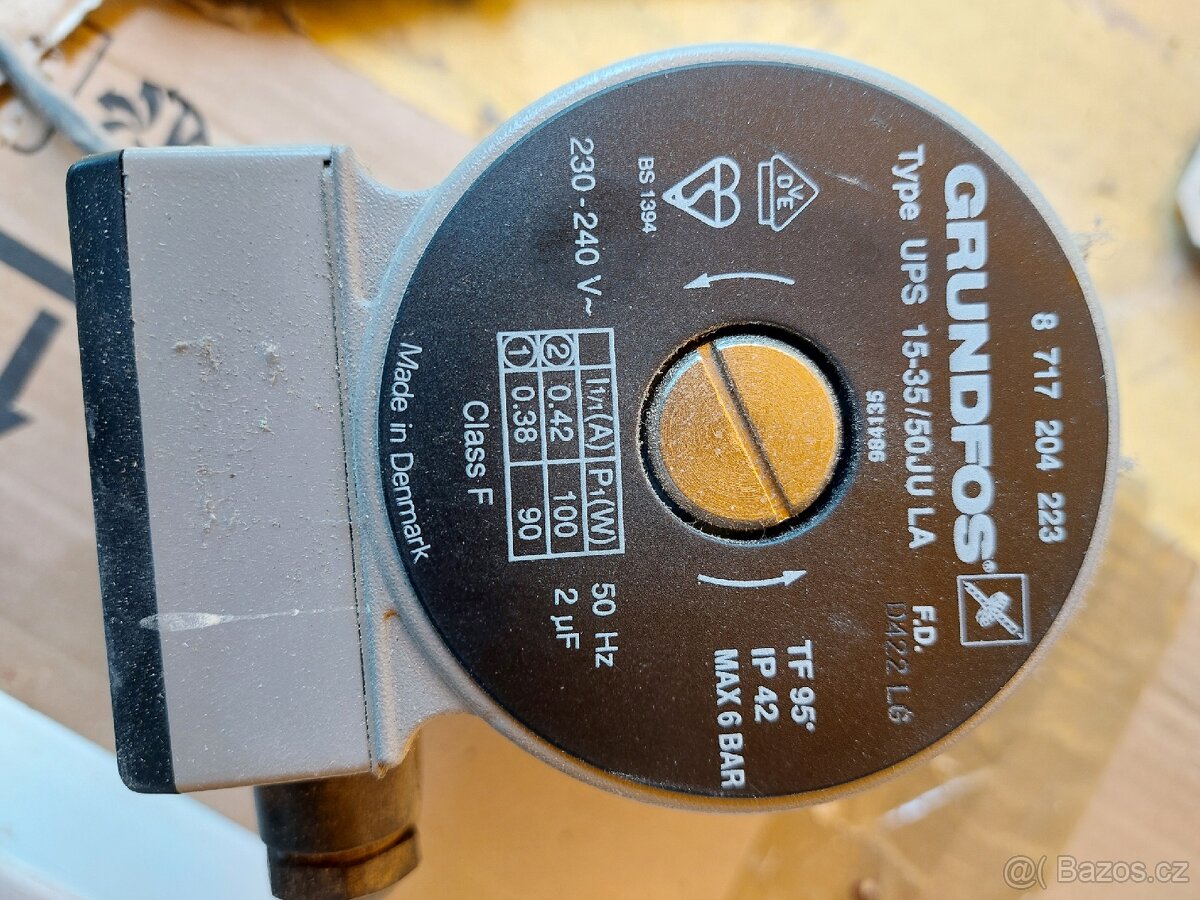 8 717 204 223
GRUNDFOS®
Type UPS 15-35/50JU LA F.D.
D422 L6
DVE
BS 1394
TF 95°
IP 42
MAX 6 BAR
230 - 240 V ~
50 Hz
2 µF
I1/1(A) P1(W)
2 0.42 100
1 0.38 90
Class F
Made in Denmark
@( Bazos.cz